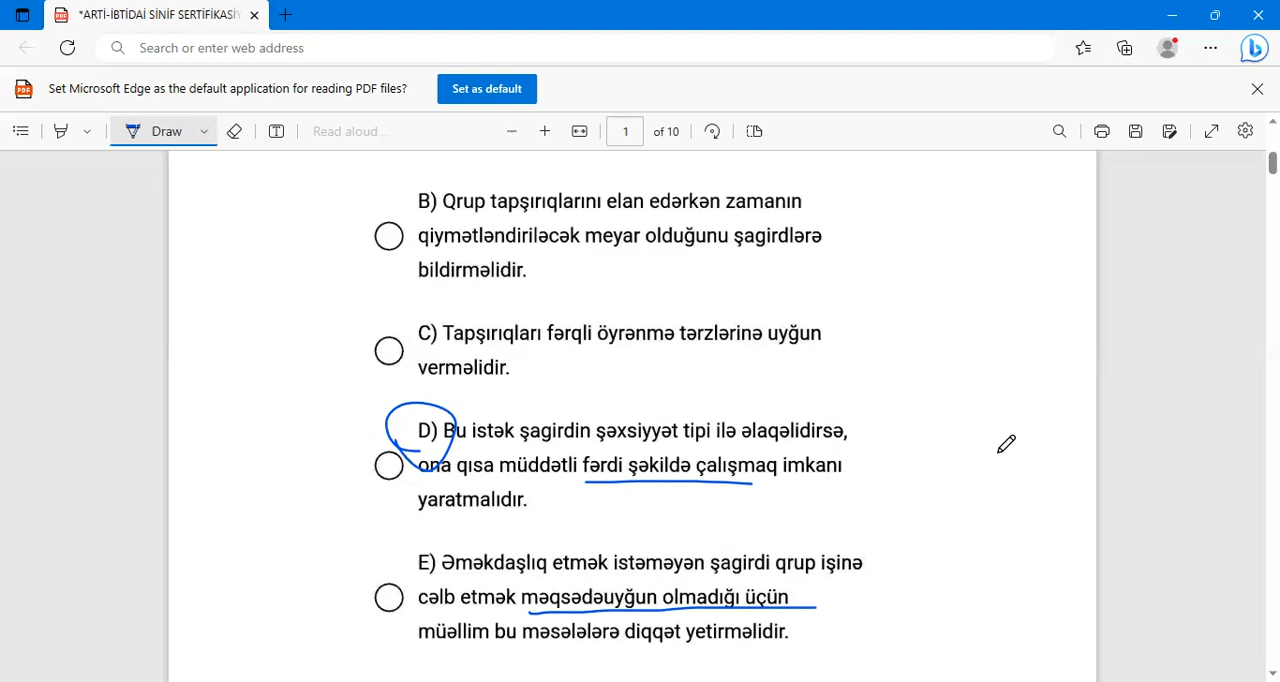 *ARTİ-İBTİDAİ SİNİF SERTİFİKASİY
Search or enter web address
Set Microsoft Edge as the default application for reading PDF files?
Set as default
Draw
Read aloud...
1 of 10
B) Qrup tapşırıqlarını elan edərkən zamanın
qiymətləndiriləcək meyar olduğunu şagirdlərə
bildirməlidir.
C) Tapşırıqları fərqli öyrənmə tərzlərinə uyğun
verməlidir.
D) Bu istək şagirdin şəxsiyyət tipi ilə əlaqəlidirsə,
ona qısa müddətli fərdi şəkildə çalışmaq imkanı
yaratmalıdır.
E) Əməkdaşlıq etmək istəməyən şagirdi qrup işinə
cəlb etmək məqsədəuyğun olmadığı üçün
müəllim bu məsələlərə diqqət yetirməlidir.